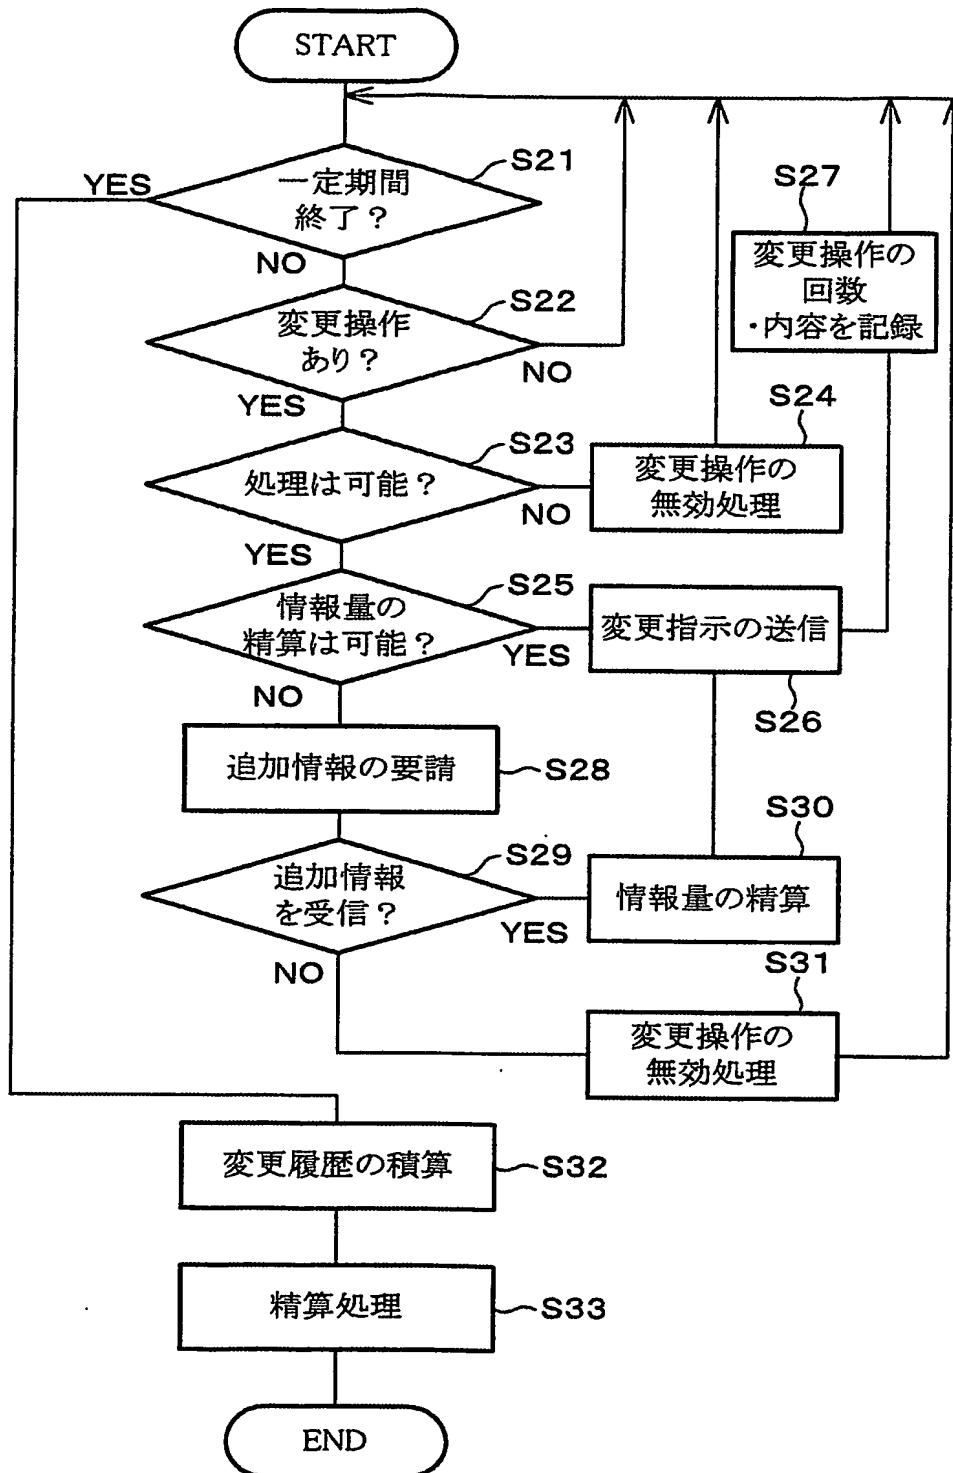 START
S21
YES
一定期間
終了？
NO
S27
変更操作の
回数
・内容を記録
S22
変更操作
あり？
NO
YES
S24
変更操作の
無効処理
S23
処理は可能？
NO
YES
S25
情報量の
精算は可能？
YES
変更指示の送信
S26
NO
追加情報の要請
S28
S30
情報量の精算
S29
追加情報
を受信？
YES
NO
S31
変更操作の
無効処理
変更履歴の積算
S32
精算処理
S33
END